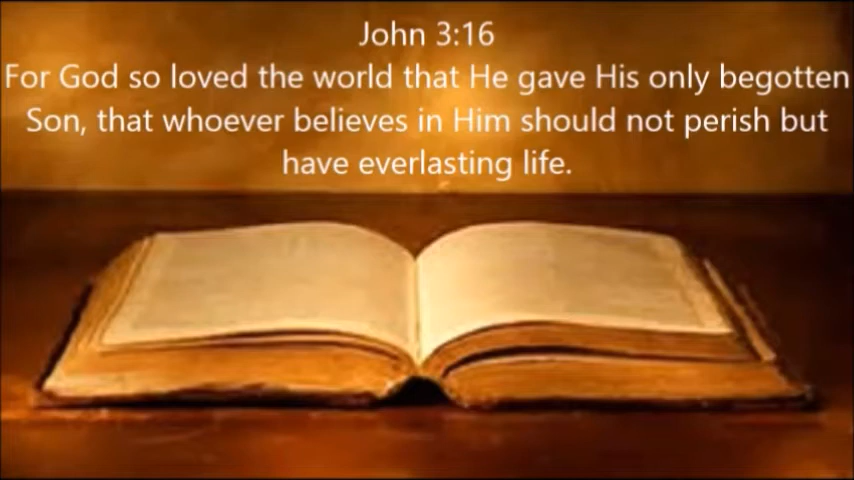 John 3:16
For God so loved the world that He gave His only begotten
Son, that whoever believes in Him should not perish but
have everlasting life.